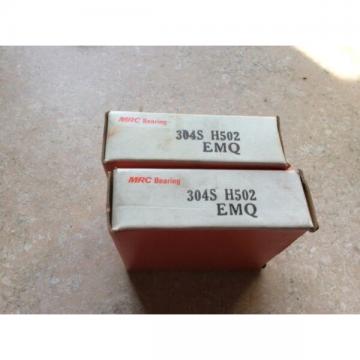 MRC Bearing
304S H502
EMQ
MRC Bearing
304S H502
EMQ